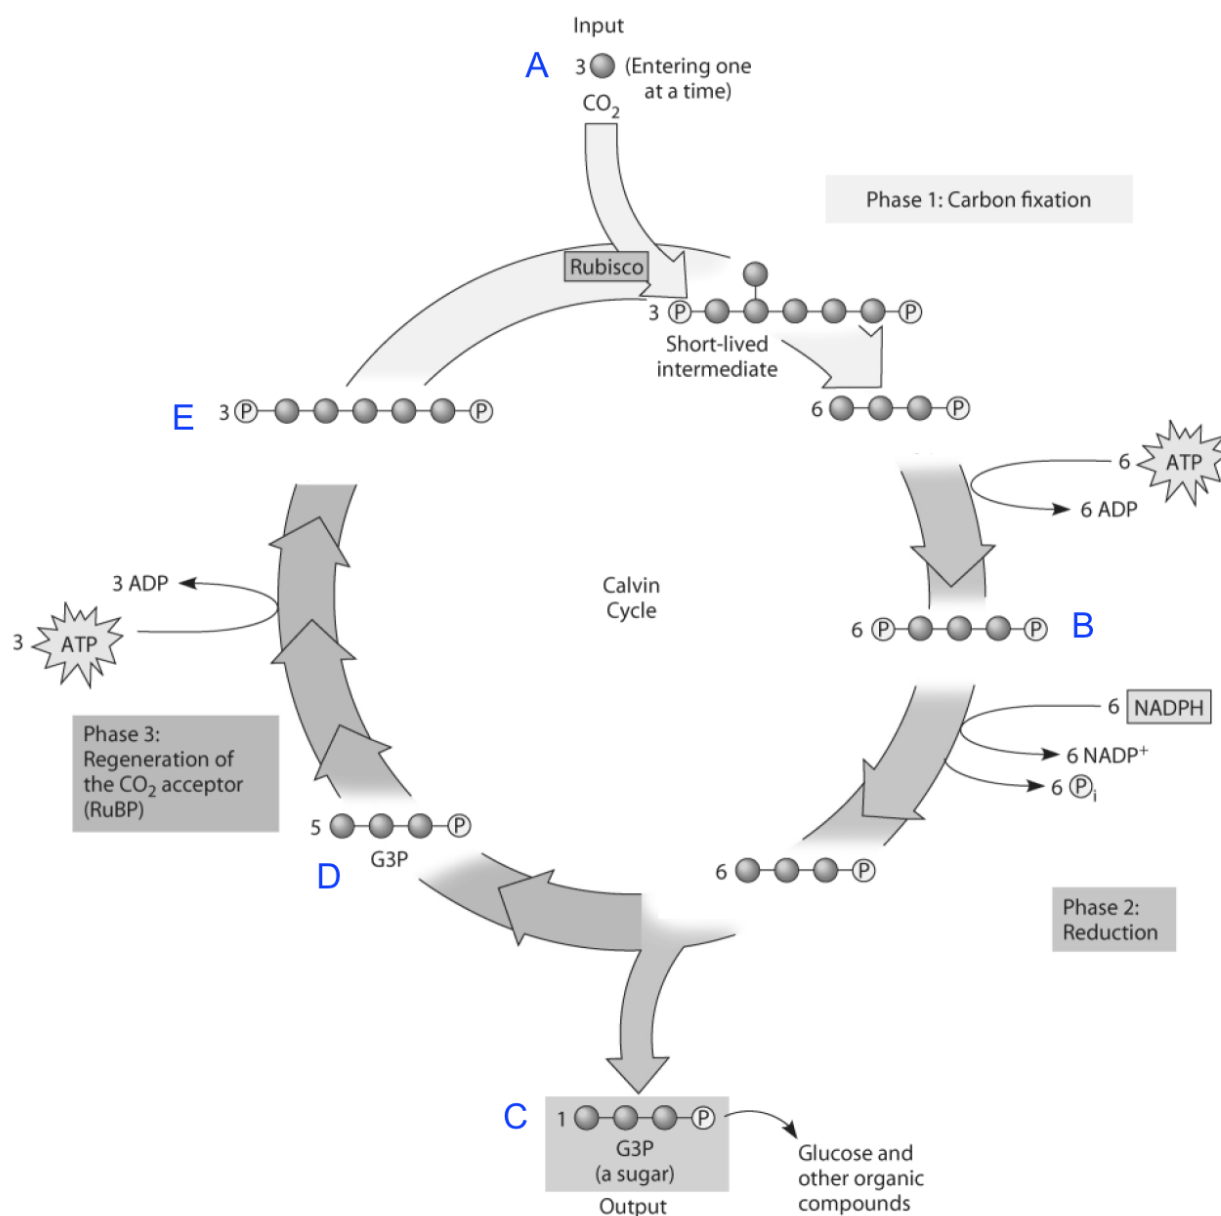 Input
A 3 (Entering one
at a time)
CO2
Phase 1: Carbon fixation
Rubisco
3 P P
Short-lived
intermediate
E 3 P P
6 P
6 ATP
6 ADP
Calvin
Cycle
3 ADP
3 ATP
6 P P B
6 NADPH
6 NADP+
6 Pi
Phase 3:
Regeneration of
the CO2 acceptor
(RuBP)
5 P
G3P
D
6 P
Phase 2:
Reduction
C 1 P
G3P
(a sugar)
Output
Glucose and
other organic
compounds